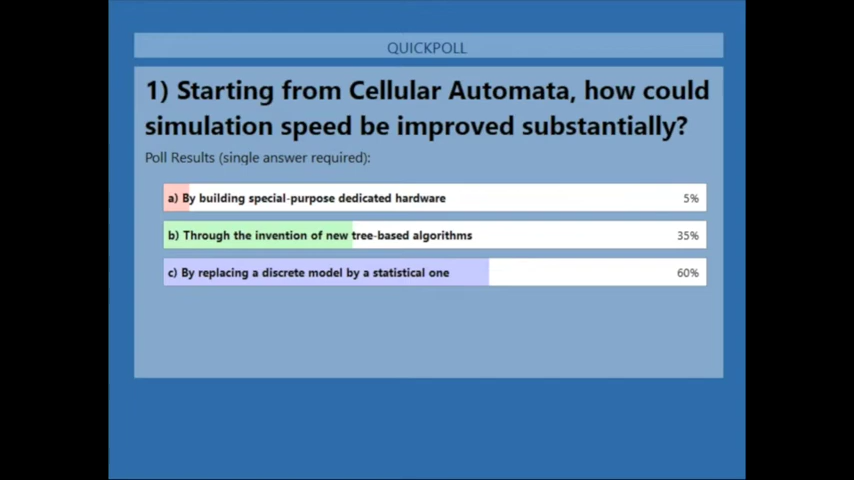 QUICKPOLL
1) Starting from Cellular Automata, how could
simulation speed be improved substantially?
Poll Results (single answer required):
a) By building special-purpose dedicated hardware 5%
b) Through the invention of new tree-based algorithms 35%
c) By replacing a discrete model by a statistical one 60%